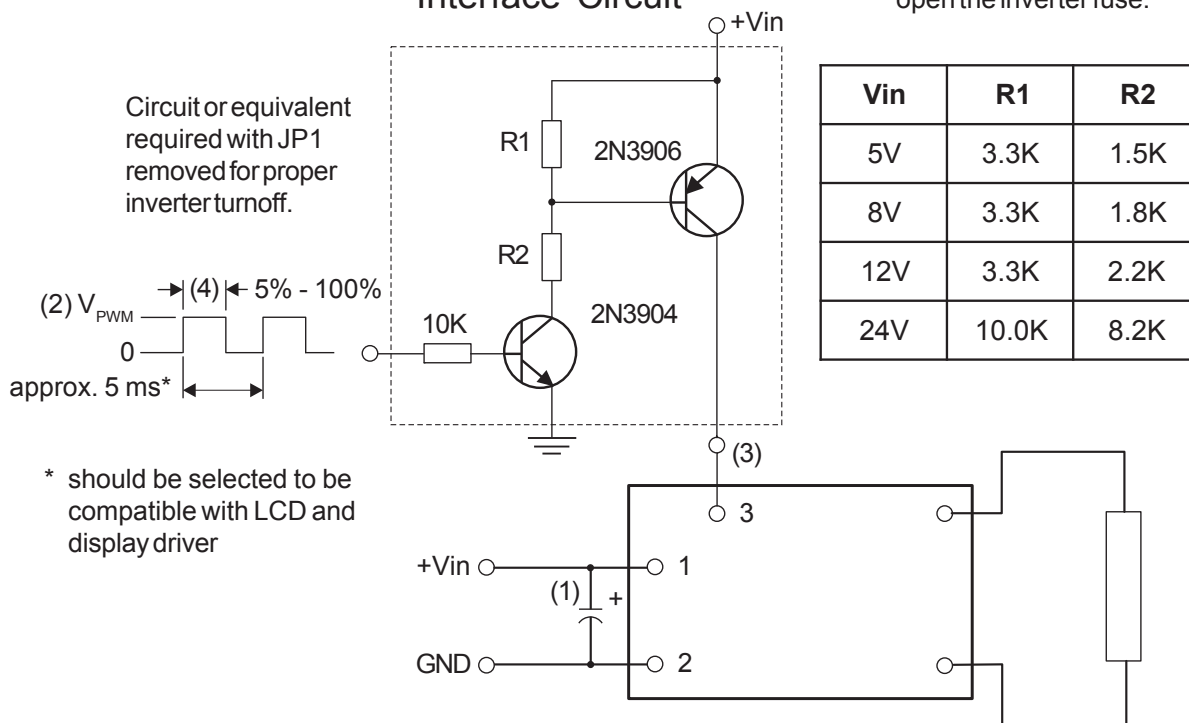 Interface Circuit
open the inverter fuse.
+Vin
Circuit or equivalent
required with JP1
removed for proper
inverter turnoff.
R1
2N3906
R2
2N3904
10K
(2) VPWM
(4)
5% - 100%
0
approx. 5 ms*
* should be selected to be
compatible with LCD and
display driver
Vin R1 R2
5V 3.3K 1.5K
8V 3.3K 1.8K
12V 3.3K 2.2K
24V 10.0K 8.2K
(3)
3
+Vin
1
(1)
+
GND
2